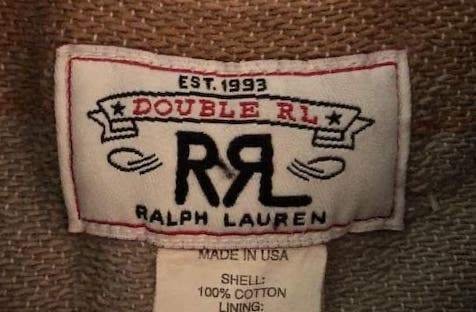 EST. 1993
★ DOUBLE RL ★
RRL
RALPH LAUREN
MADE IN USA
SHELL:
100% COTTON
LINING: